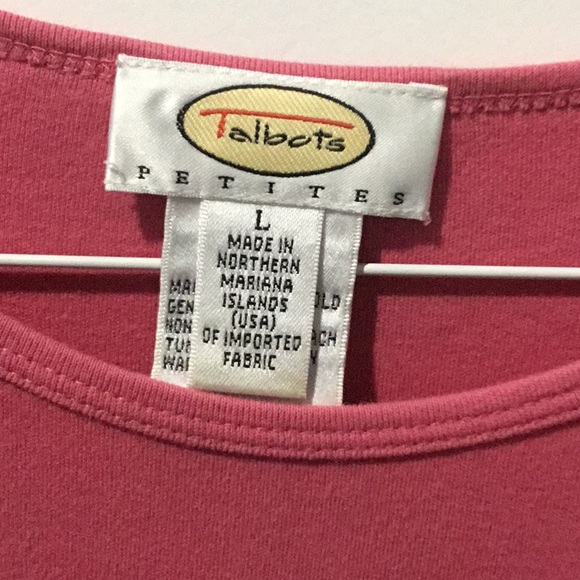 Talbots
PETITES
L
MADE IN
NORTHERN
MARIANA
ISLANDS
(USA)
OF IMPORTED
FABRIC